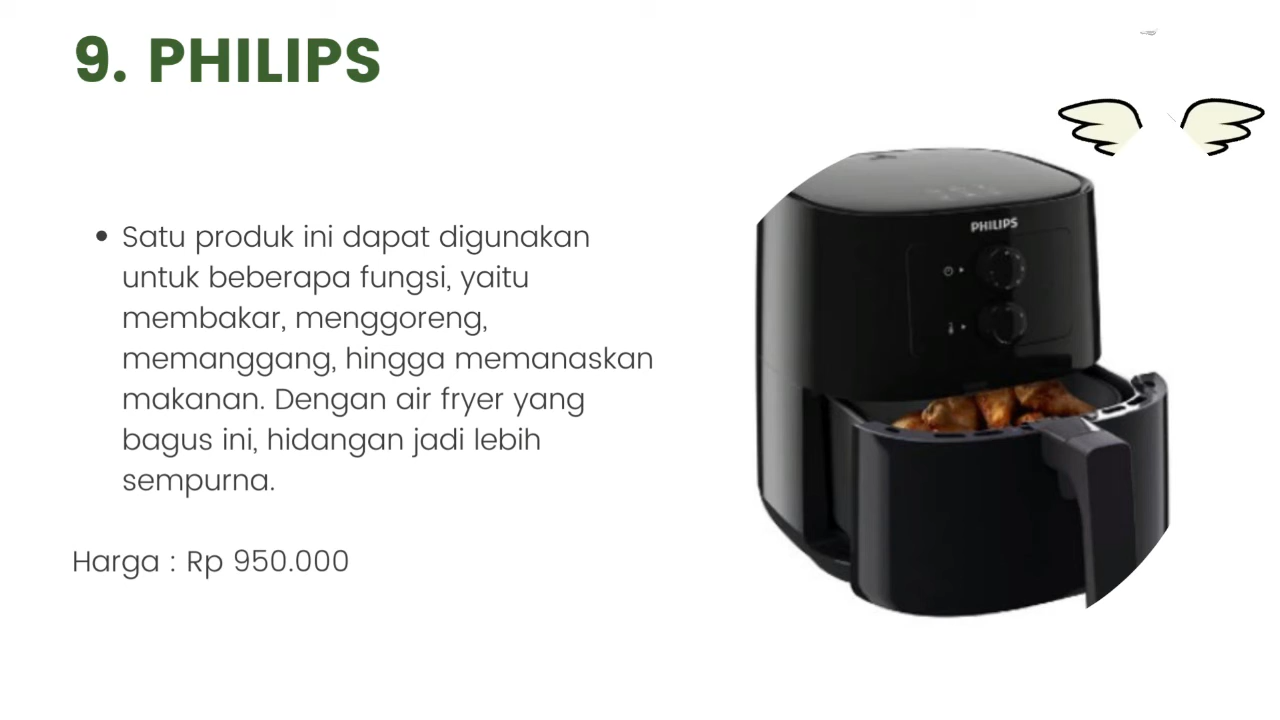 9. PHILIPS
• Satu produk ini dapat digunakan
untuk beberapa fungsi, yaitu
membakar, menggoreng,
memanggang, hingga memanaskan
makanan. Dengan air fryer yang
bagus ini, hidangan jadi lebih
sempurna.
Harga : Rp 950.000
PHILIPS